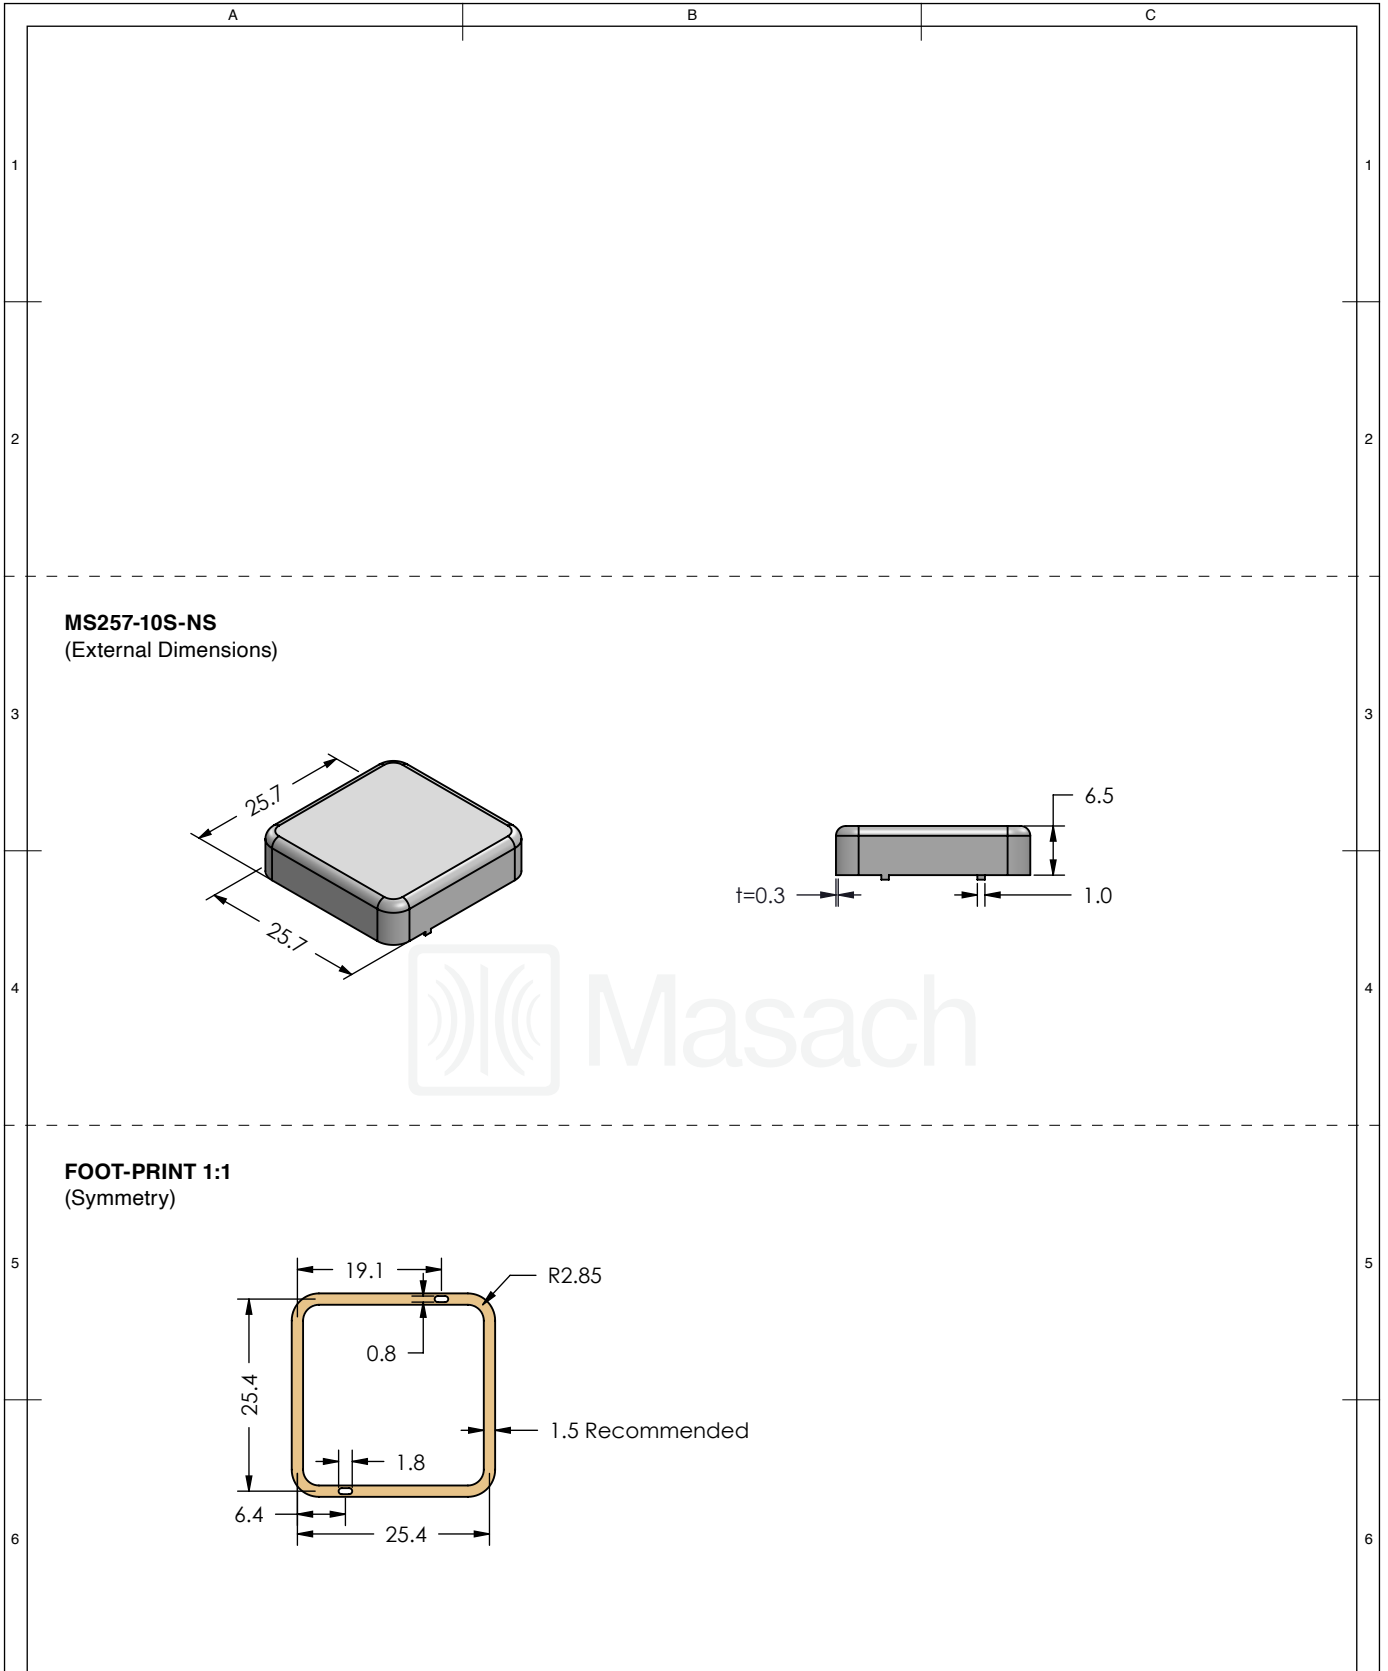 A B C
1 1
2 2
MS257-10S-NS
(External Dimensions)
3 3
25.7
6.5
t=0.3
1.0
25.7
Masach
4 4
FOOT-PRINT 1:1
(Symmetry)
5 5
19.1
R2.85
0.8
25.4
1.5 Recommended
1.8
6.4
25.4
6 6